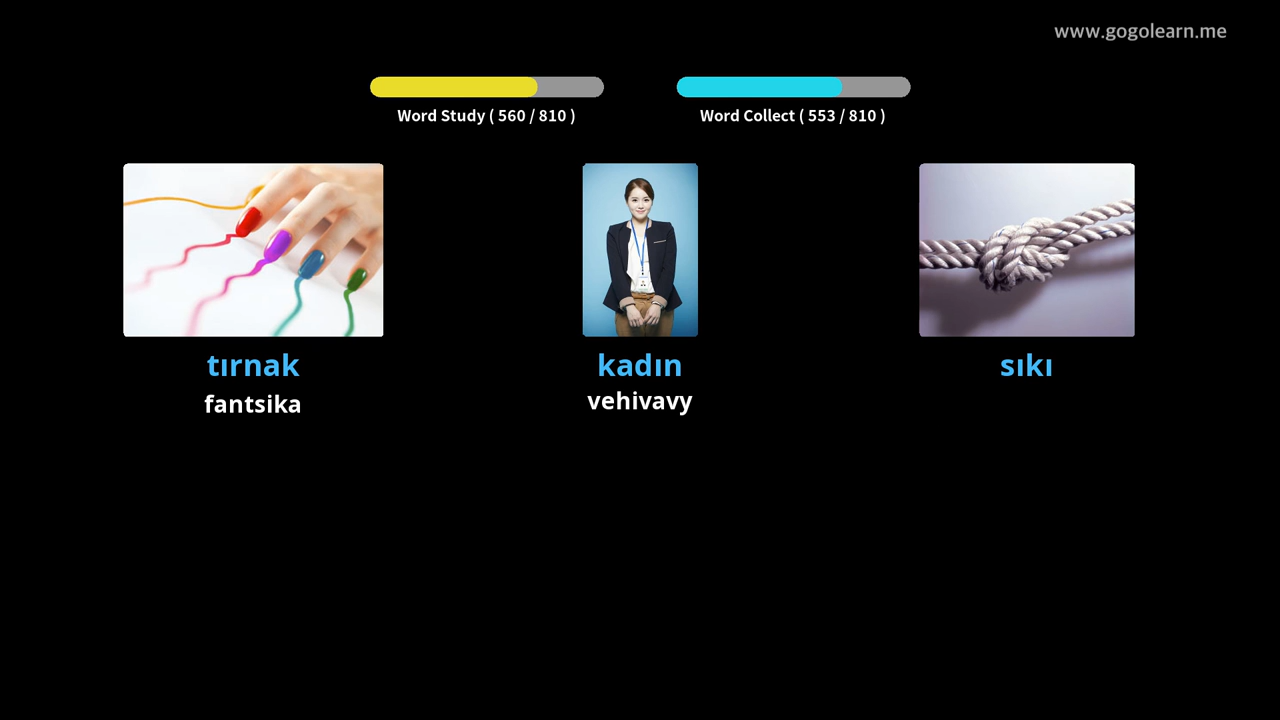 www.gogolearn.me
Word Study ( 560 / 810 )
Word Collect ( 553 / 810 )
tırnak
fantsika
kadın
vehivavy
sıkı